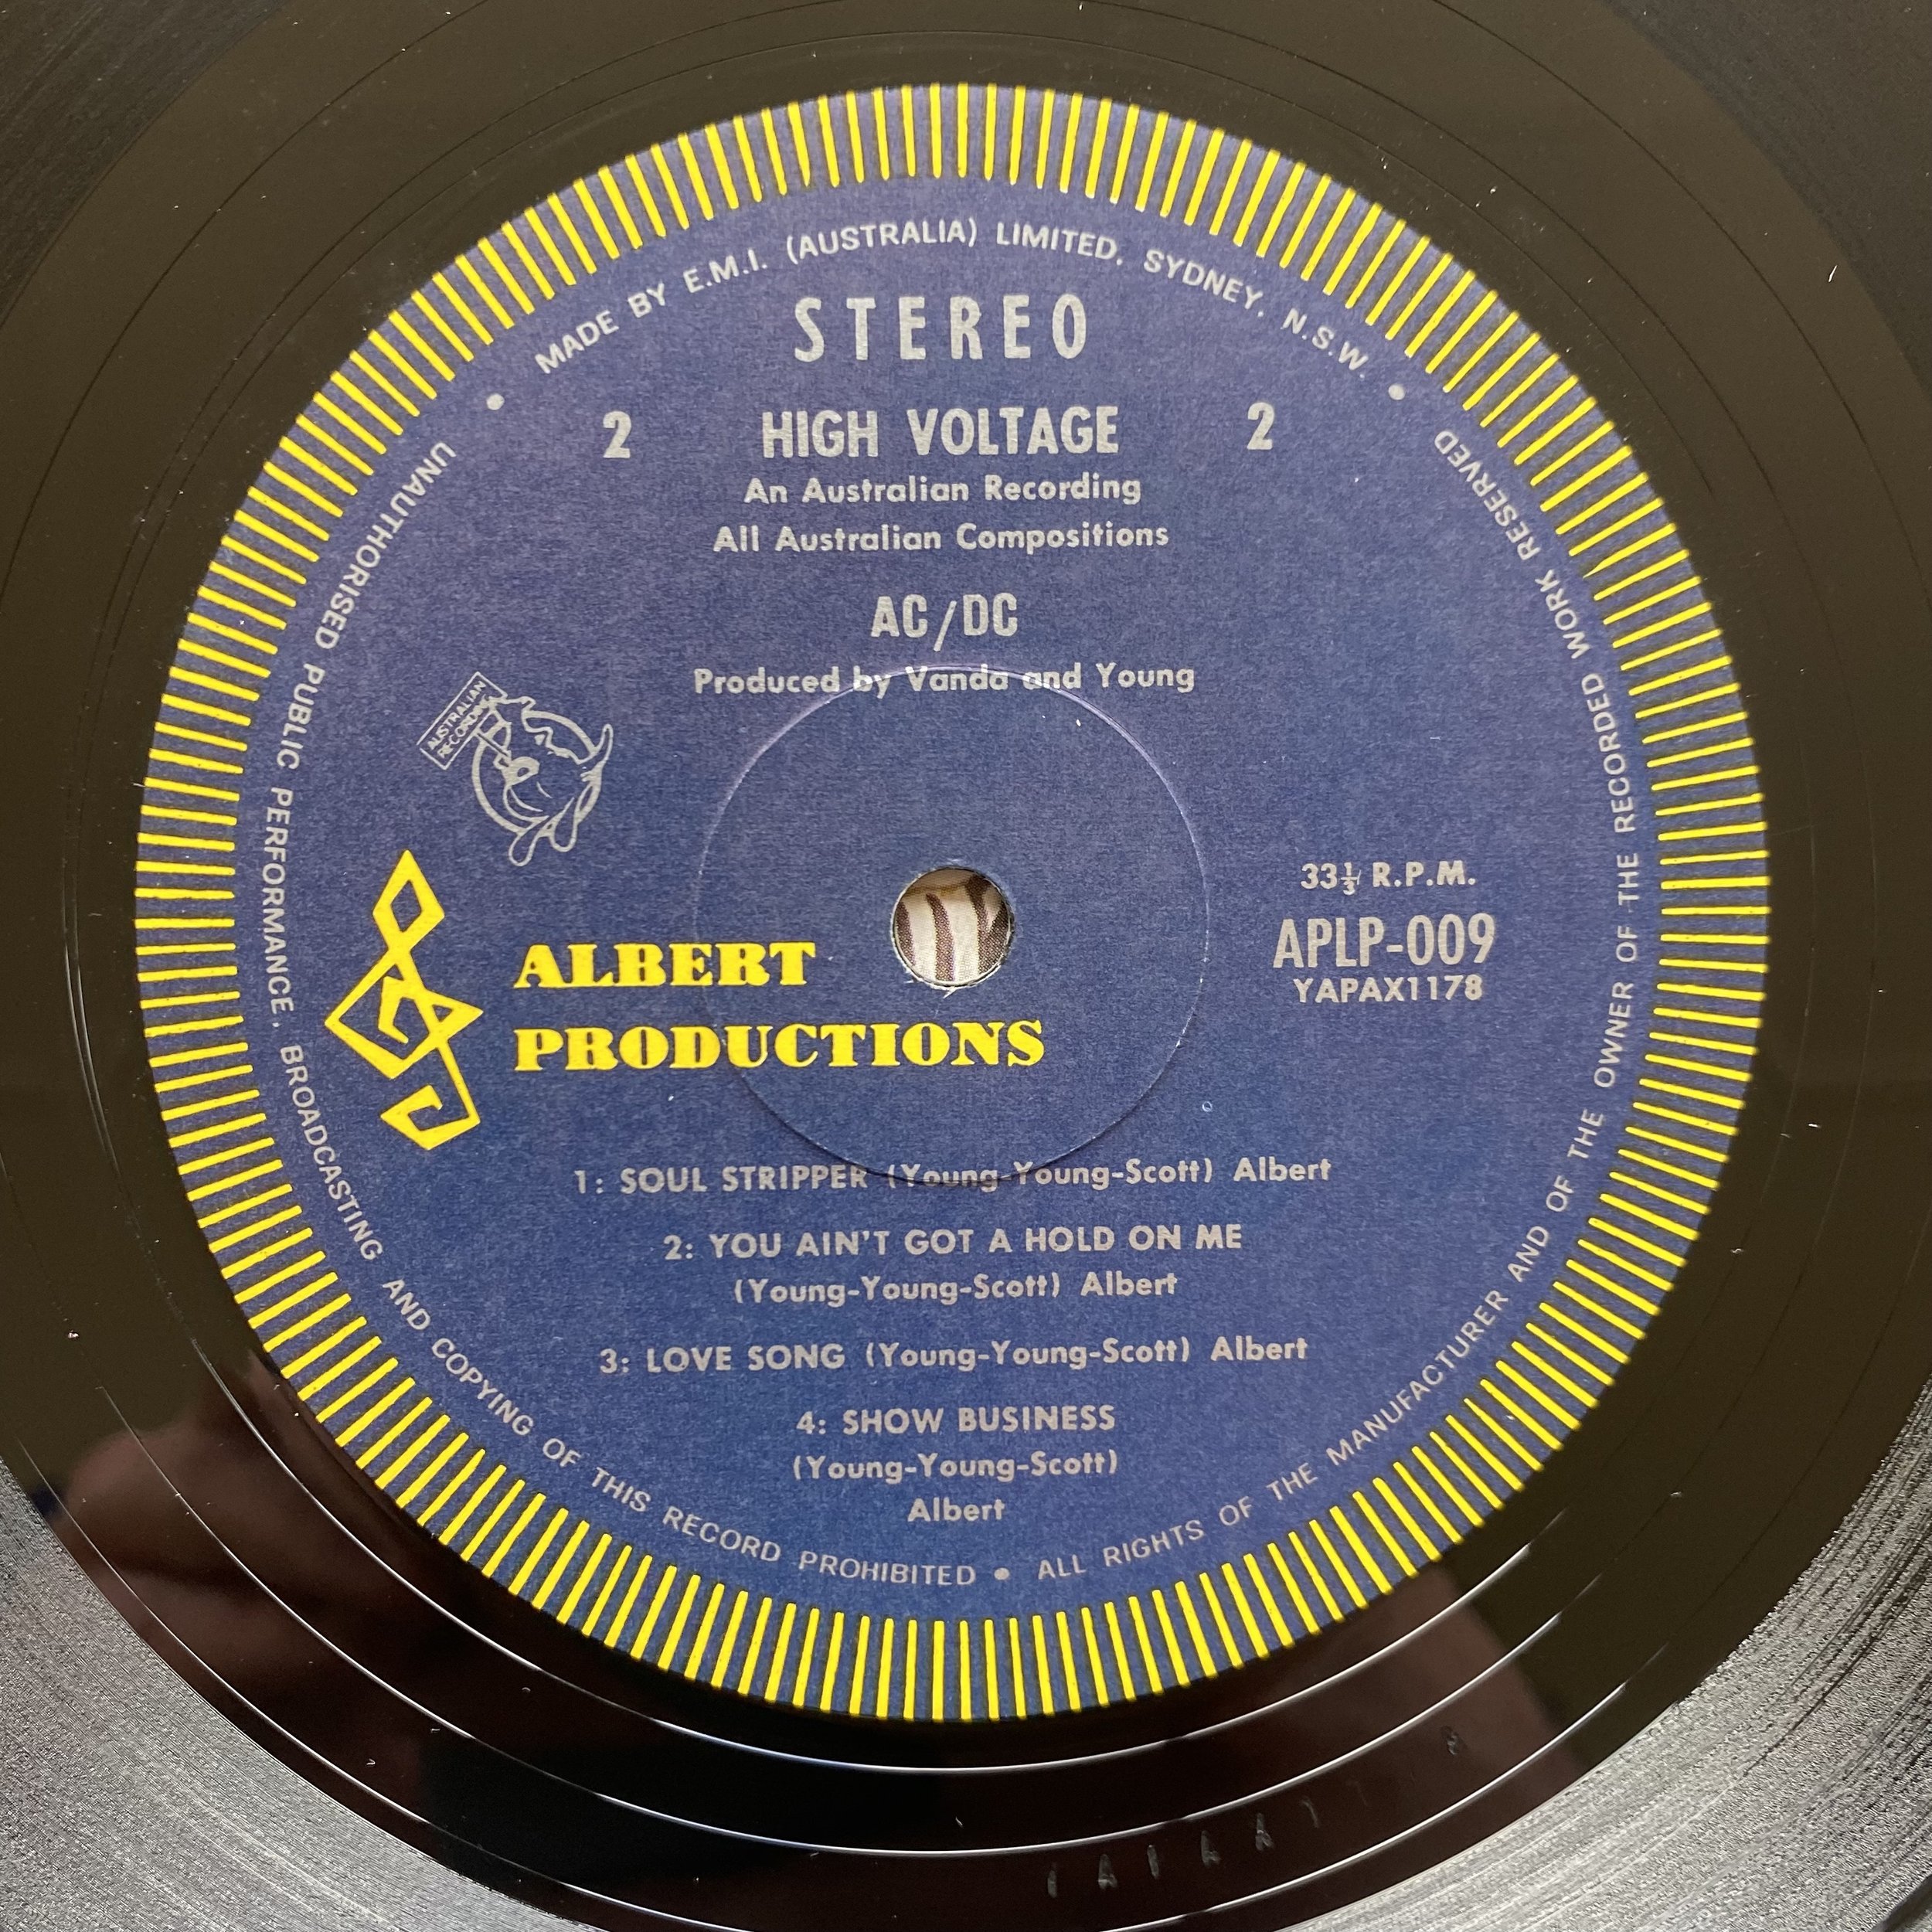 MADE BY E.M.I. (AUSTRALIA) LIMITED, SYDNEY, N.S.W.
STEREO
2 HIGH VOLTAGE 2
An Australian Recording
All Australian Compositions
AC/DC
Produced by Vanda and Young
AUSTRALIAN
RECORDING
33⅓ R.P.M.
APLP-009
YAPAX1178
ALBERT
PRODUCTIONS
1: SOUL STRIPPER (Young-Young-Scott) Albert
2: YOU AIN'T GOT A HOLD ON ME
(Young-Young-Scott) Albert
3: LOVE SONG (Young-Young-Scott) Albert
4: SHOW BUSINESS
(Young-Young-Scott)
Albert
UNAUTHORISED PUBLIC PERFORMANCE, BROADCASTING AND COPYING OF THIS RECORD PROHIBITED • ALL RIGHTS OF THE MANUFACTURER AND OF THE OWNER OF THE RECORDED WORK RESERVED